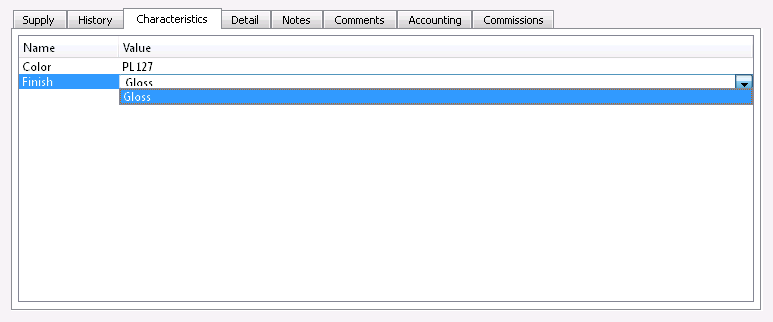 Supply History Characteristics Detail Notes Comments Accounting Commissions
Name Value
Color PL127
Finish Gloss
Gloss